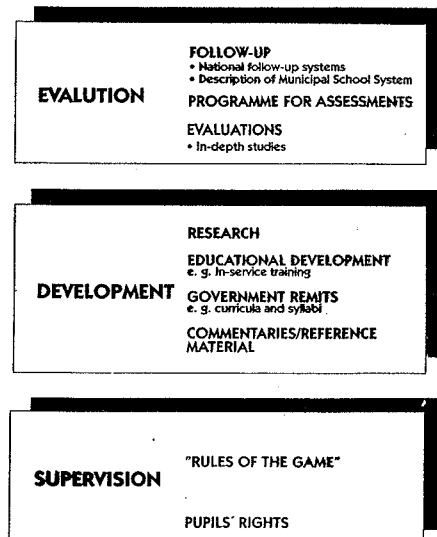 EVALUTION
FOLLOW-UP
• National follow-up systems
• Description of Municipal School System
PROGRAMME FOR ASSESSMENTS
EVALUATIONS
• In-depth studies
DEVELOPMENT
RESEARCH
EDUCATIONAL DEVELOPMENT
e. g. In-service training
GOVERNMENT REMITS
e. g. curricula and syllabi
COMMENTARIES/REFERENCE
MATERIAL
SUPERVISION
"RULES OF THE GAME"
PUPILS´ RIGHTS